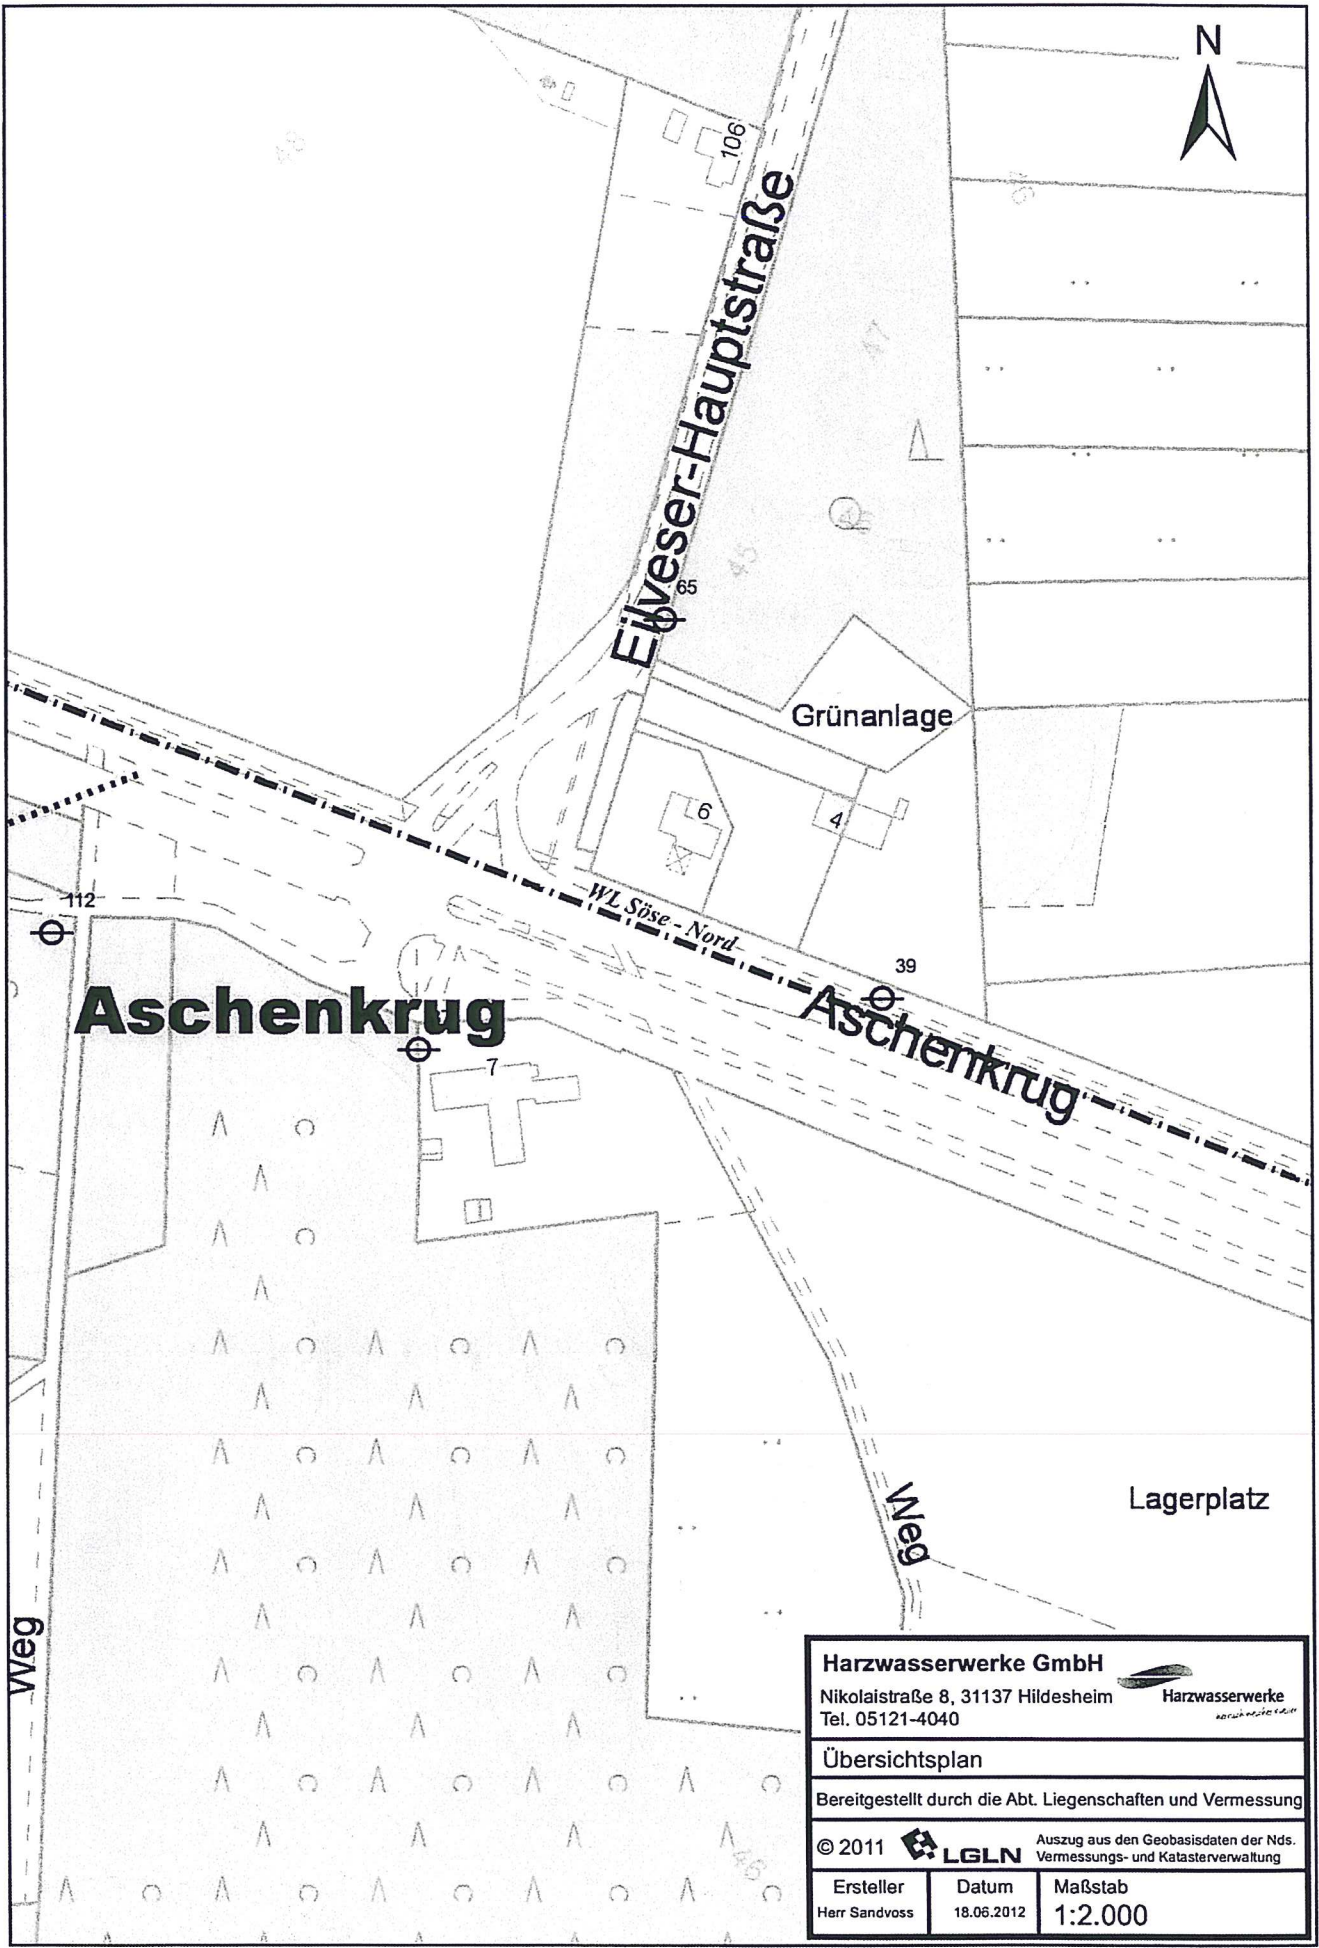 N
106
Eilveser-Hauptstraße
47
45
65
Grünanlage
6
4
WL Söse - Nord
112
39
Aschenkrug
Aschenkrug
7
Weg
Lagerplatz
Weg
46
Harzwasserwerke GmbH
Nikolaistraße 8, 31137 Hildesheim
Tel. 05121-4040
Harzwasserwerke
Übersichtsplan
Bereitgestellt durch die Abt. Liegenschaften und Vermessung
© 2011 LGLN
Auszug aus den Geobasisdaten der Nds.
Vermessungs- und Katasterverwaltung
Ersteller
Herr Sandvoss
Datum
18.06.2012
Maßstab
1:2.000